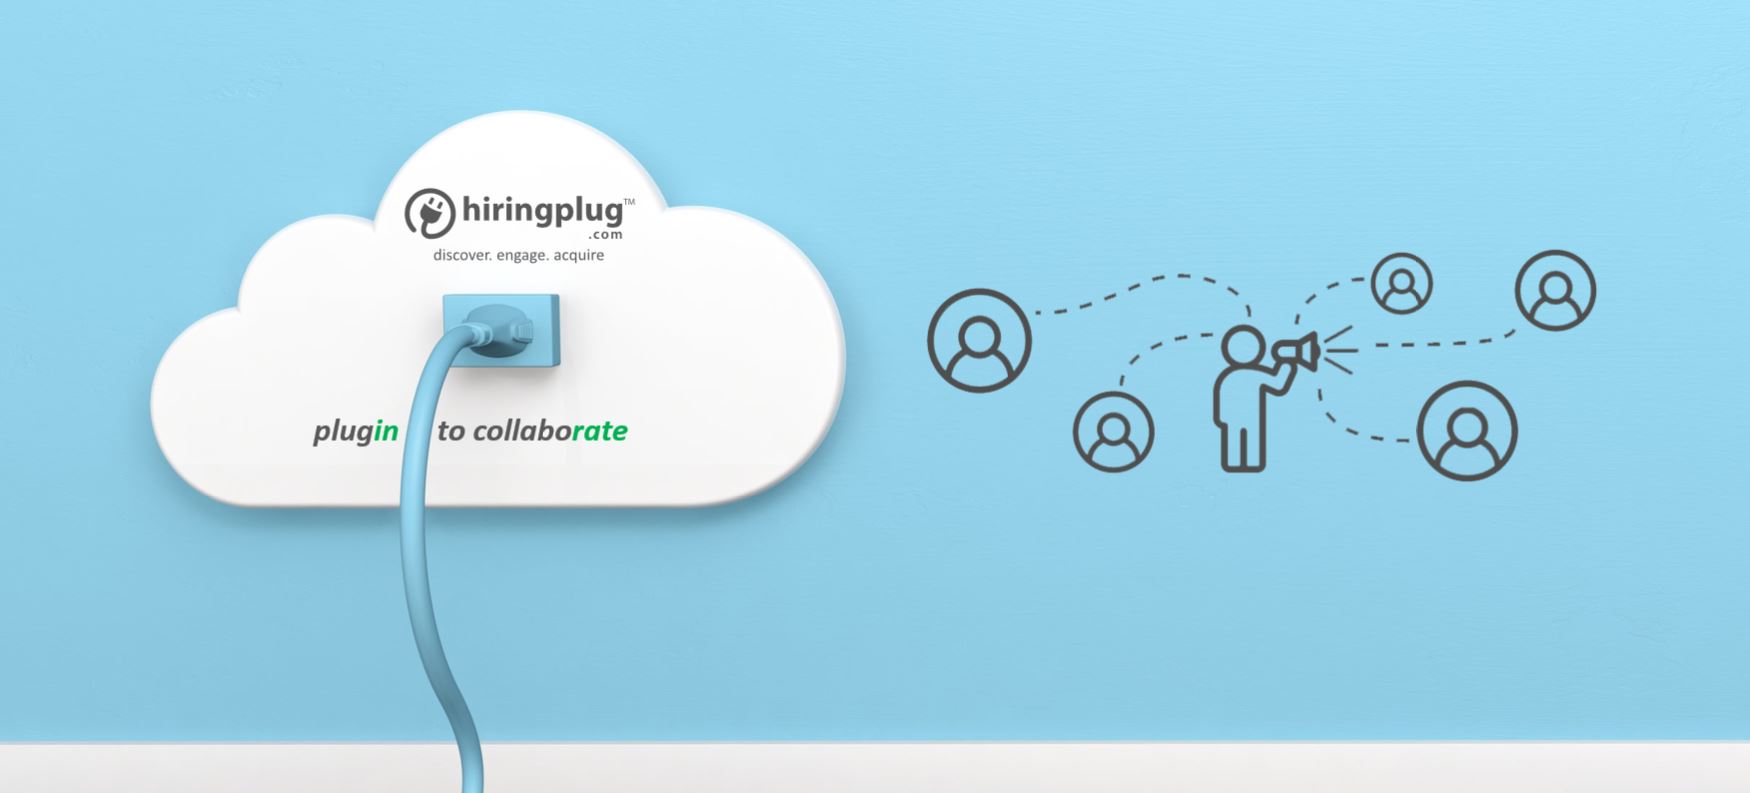 hiringplug™
.com
discover. engage. acquire
plugin to collaborate